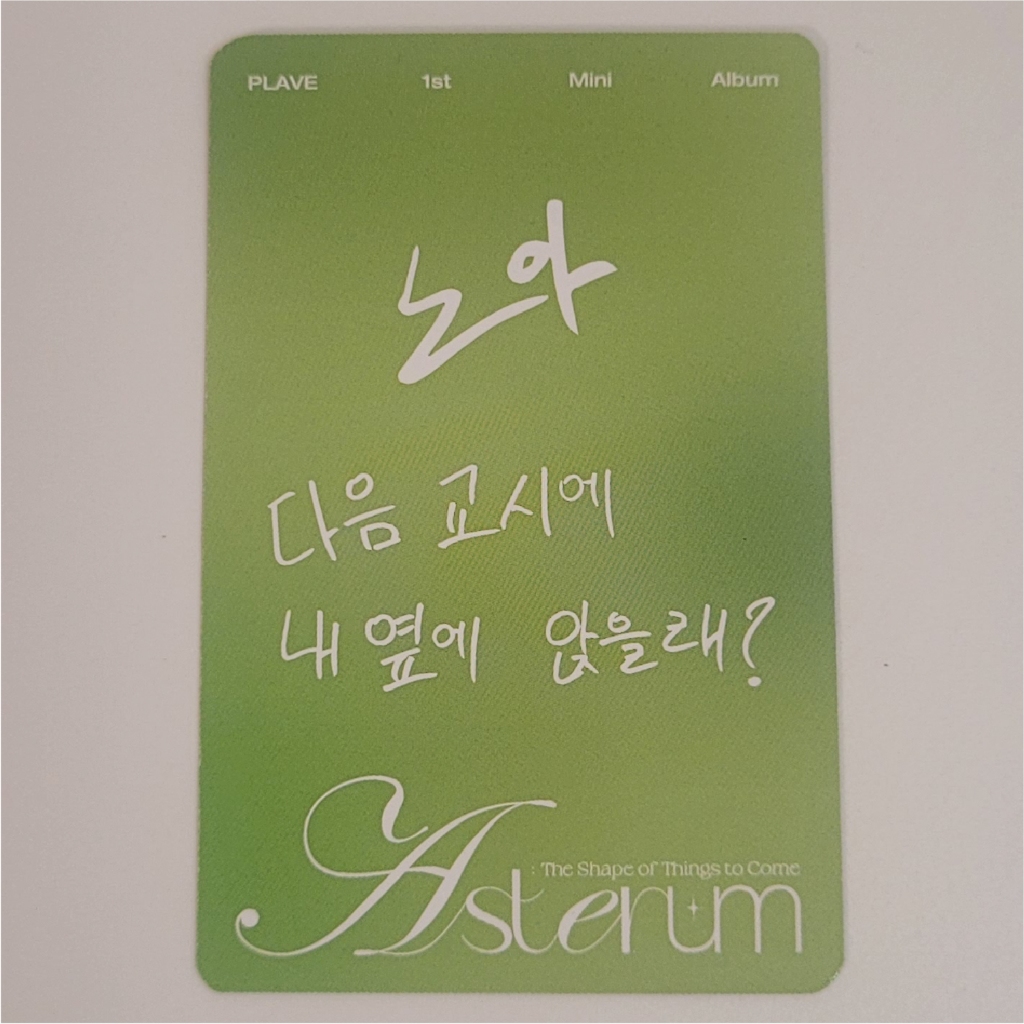 PLAVE 1st Mini Album
노아
다음 교시에
내 옆에 앉을래?
: The Shape of Things to Come
Asterum